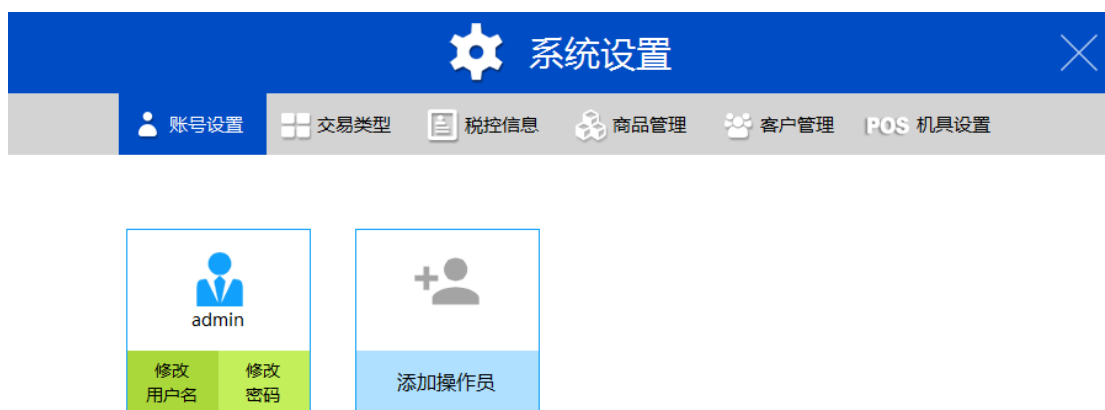 系统设置
账号设置 交易类型 税控信息 商品管理 客户管理 POS 机具设置
admin
修改 修改
用户名 密码 添加操作员